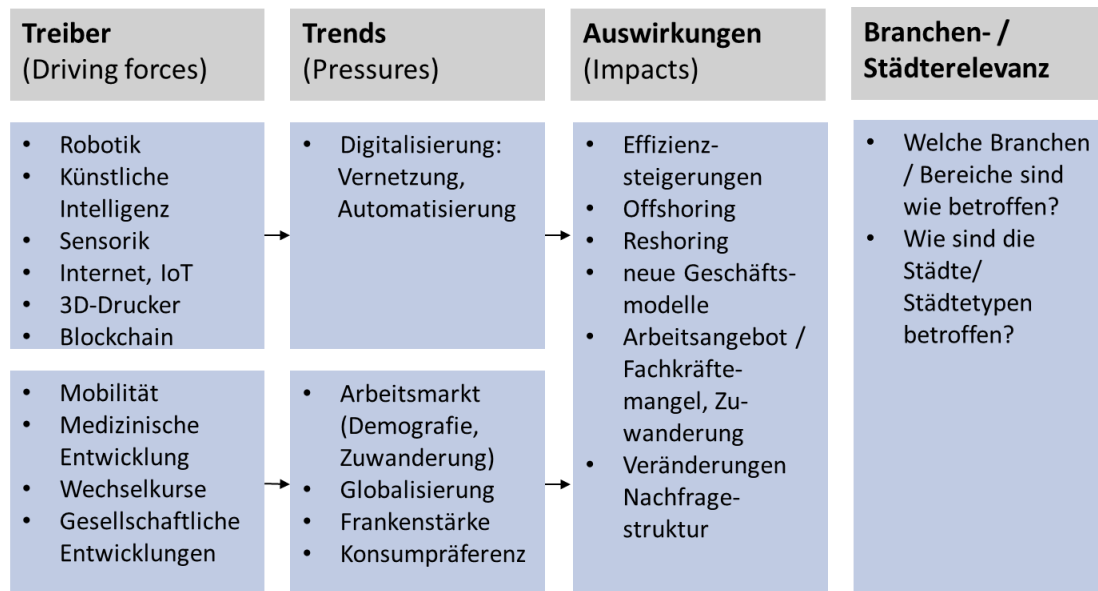 Treiber
(Driving forces)
Trends
(Pressures)
Auswirkungen
(Impacts)
Branchen- /
Städterelevanz
• Robotik
• Künstliche
Intelligenz
• Sensorik
• Internet, IoT
• 3D-Drucker
• Blockchain
• Digitalisierung:
Vernetzung,
Automatisierung
• Mobilität
• Medizinische
Entwicklung
• Wechselkurse
• Gesellschaftliche
Entwicklungen
• Arbeitsmarkt
(Demografie,
Zuwanderung)
• Globalisierung
• Frankenstärke
• Konsumpräferenz
• Effizienz-
steigerungen
• Offshoring
• Reshoring
• neue Geschäfts-
modelle
• Arbeitsangebot /
Fachkräfte-
mangel, Zu-
wanderung
• Veränderungen
Nachfrage-
struktur
• Welche Branchen
/ Bereiche sind
wie betroffen?
• Wie sind die
Städte/
Städtetypen
betroffen?